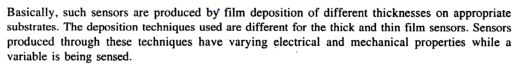 Basically, such sensors are produced by film deposition of different thicknesses on appropriate
substrates. The deposition techniques used are different for the thick and thin film sensors. Sensors
produced through these techniques have varying electrical and mechanical properties while a
variable is being sensed.